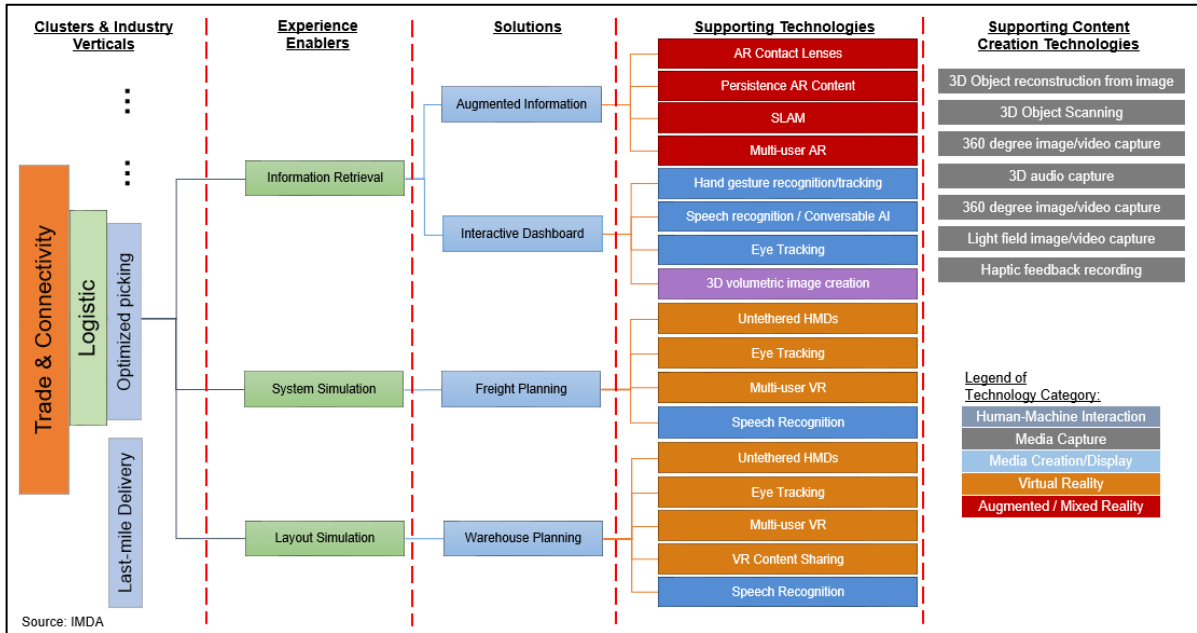 Clusters & Industry
Verticals
Experience
Enablers
Solutions
Supporting Technologies
Supporting Content
Creation Technologies
...
...
Trade & Connectivity
Logistic
Optimized picking
Last-mile Delivery
Information Retrieval
System Simulation
Layout Simulation
Augmented Information
Interactive Dashboard
Freight Planning
Warehouse Planning
AR Contact Lenses
Persistence AR Content
SLAM
Multi-user AR
Hand gesture recognition/tracking
Speech recognition / Conversable AI
Eye Tracking
3D volumetric image creation
Untethered HMDs
Eye Tracking
Multi-user VR
Speech Recognition
Untethered HMDs
Eye Tracking
Multi-user VR
VR Content Sharing
Speech Recognition
3D Object reconstruction from image
3D Object Scanning
360 degree image/video capture
3D audio capture
360 degree image/video capture
Light field image/video capture
Haptic feedback recording
Legend of
Technology Category:
Human-Machine Interaction
Media Capture
Media Creation/Display
Virtual Reality
Augmented / Mixed Reality
Source: IMDA